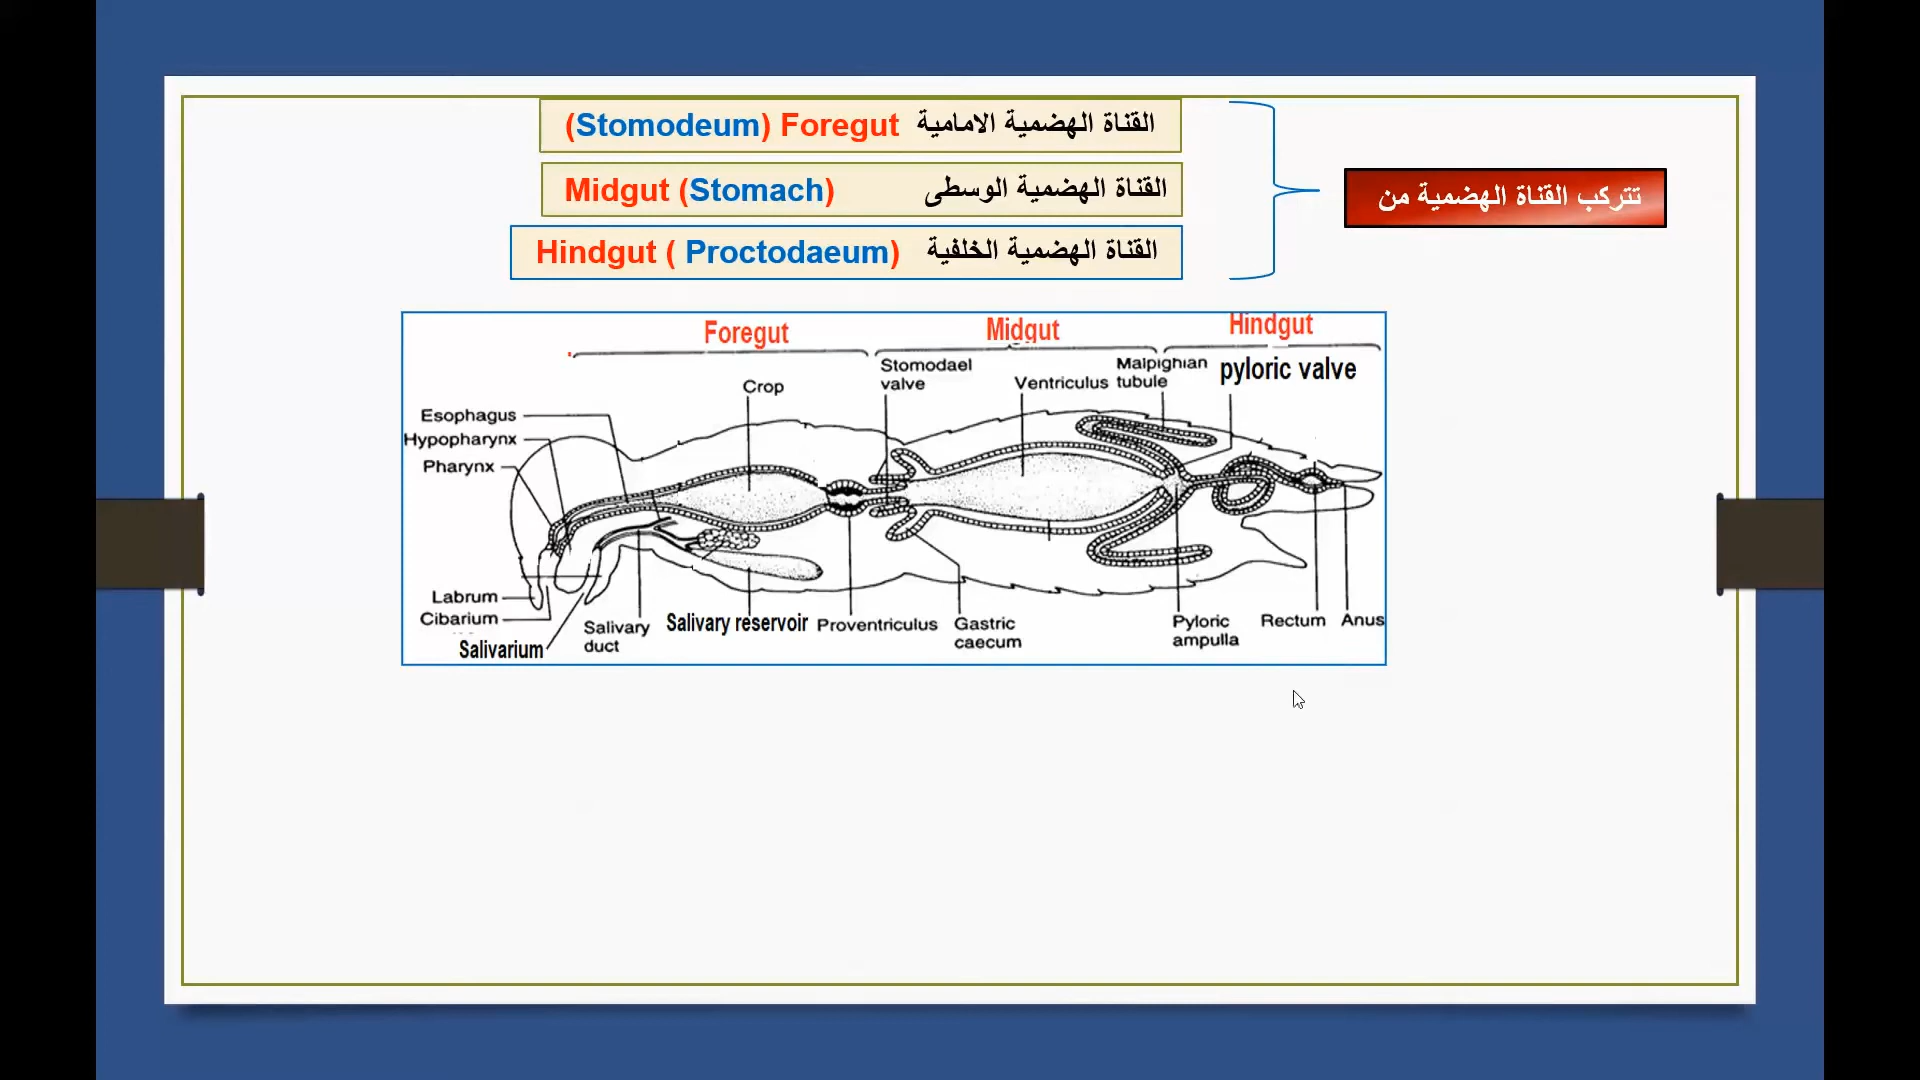 تتركب القناة الهضمية من
القناة الهضمية الامامية Foregut (Stomodeum)
القناة الهضمية الوسطى Midgut (Stomach)
القناة الهضمية الخلفية Hindgut ( Proctodaeum)
Foregut
Midgut
Hindgut
Stomodael
valve
Malpighian
tubule
pyloric valve
Crop
Ventriculus
Esophagus
Hypopharynx
Pharynx
Labrum
Cibarium
Salivarium
Salivary
duct
Salivary reservoir
Proventriculus
Gastric
caecum
Pyloric
ampulla
Rectum
Anus